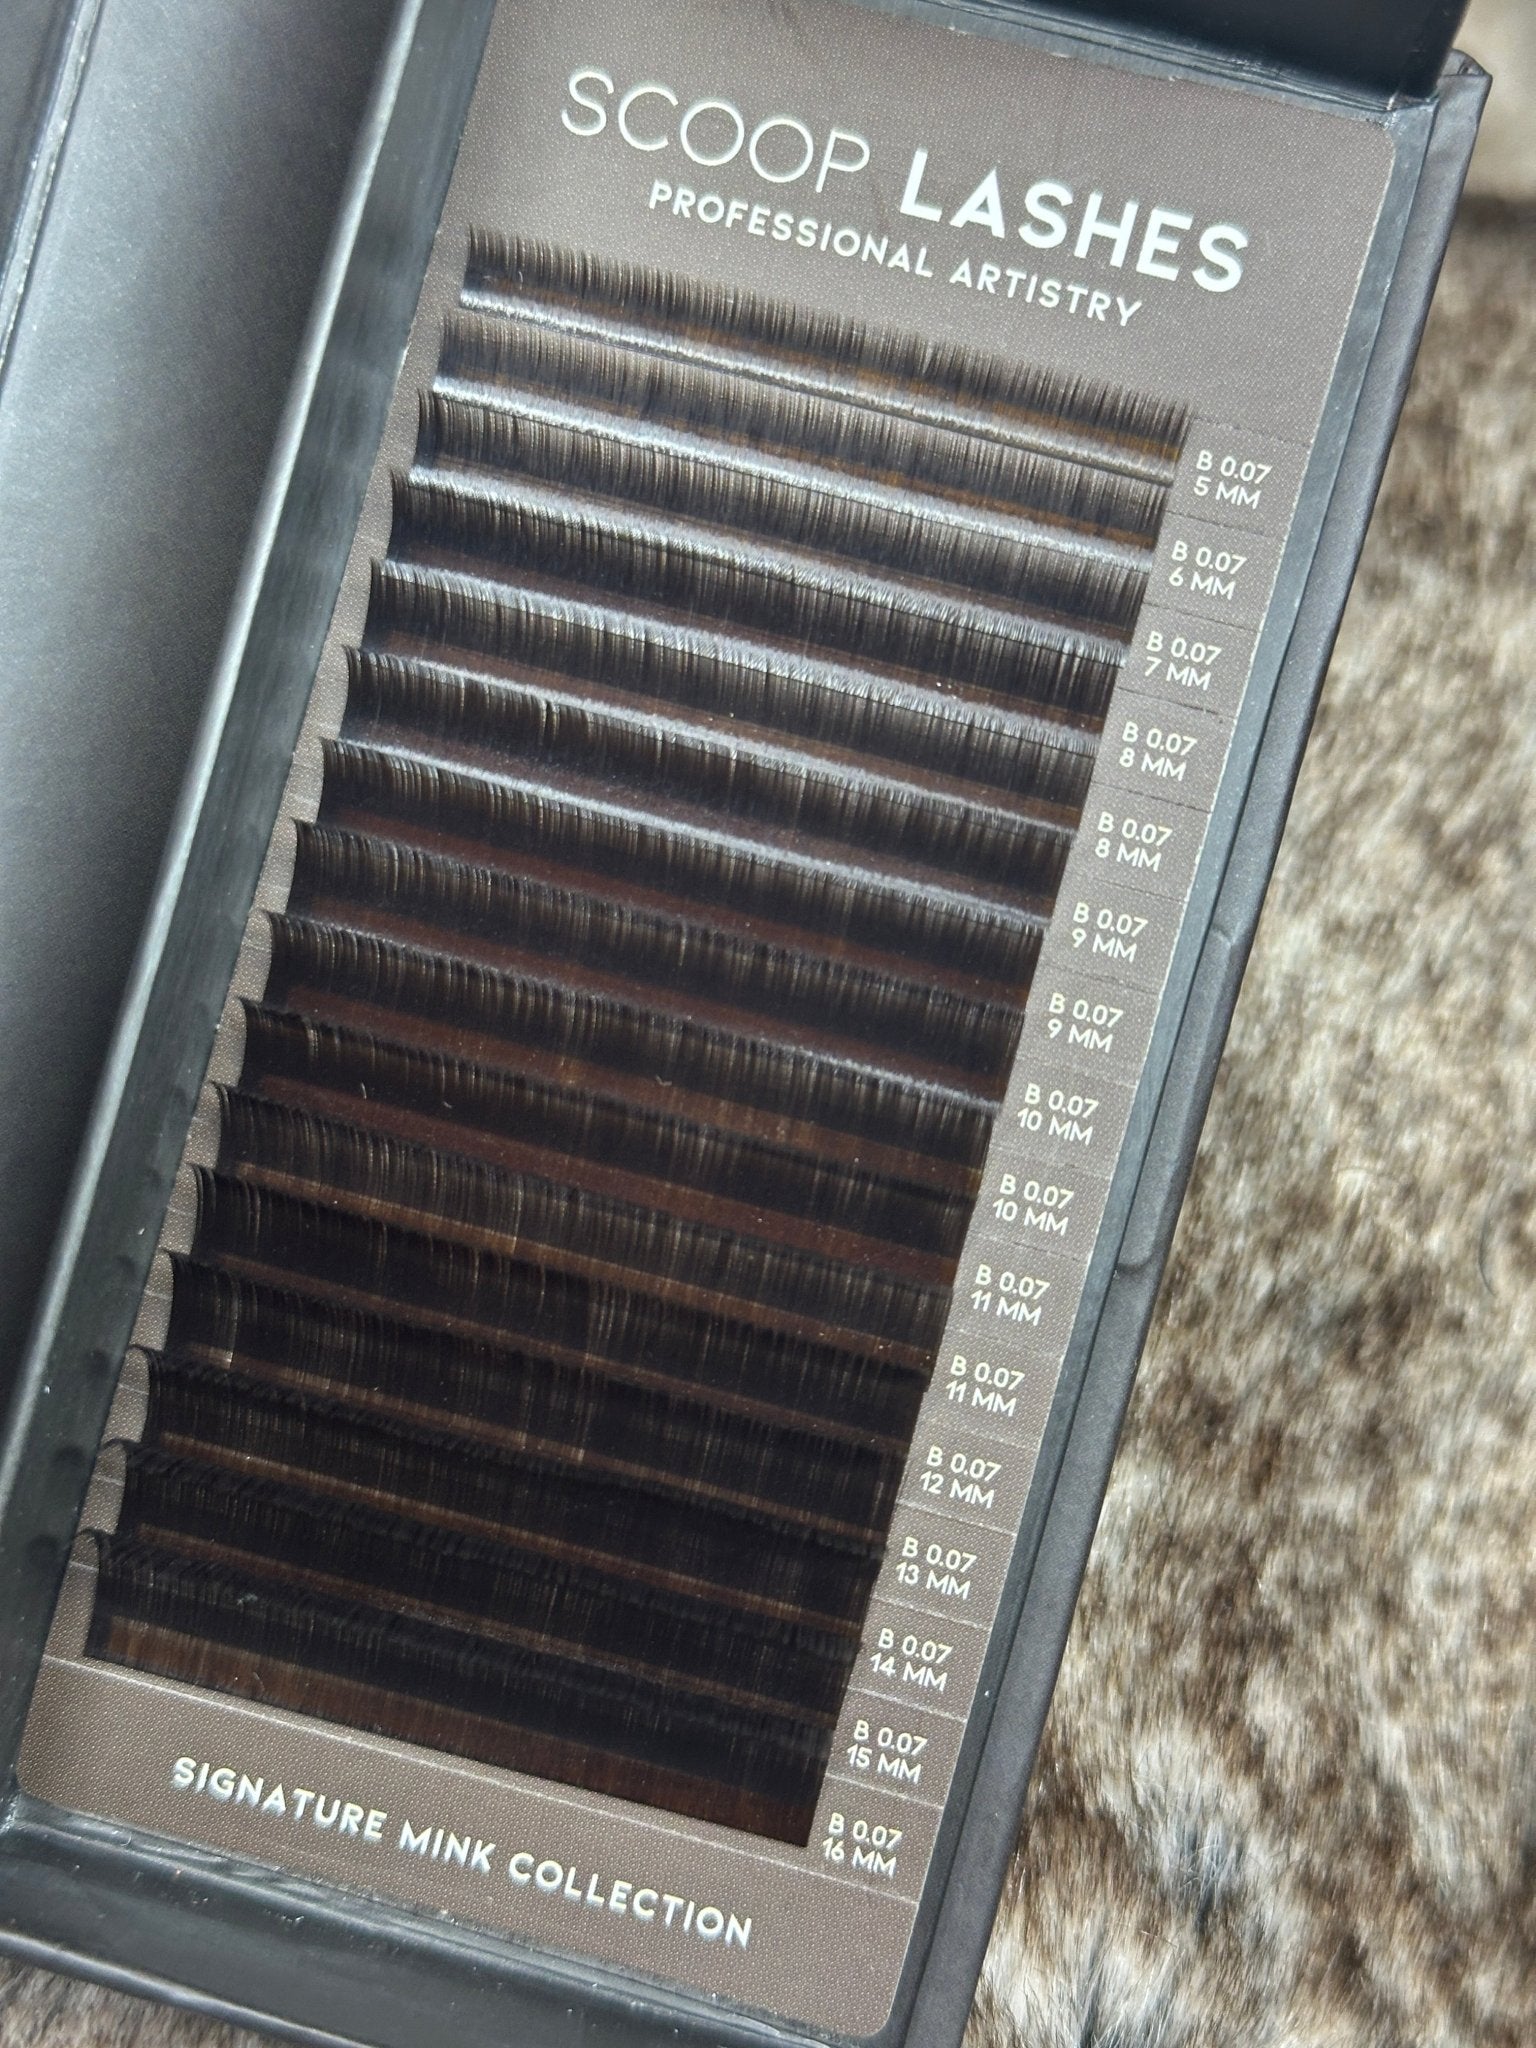 SCOOP LASHES
PROFESSIONAL ARTISTRY
B 0.07
5 MM
B 0.07
6 MM
B 0.07
7 MM
B 0.07
8 MM
B 0.07
8 MM
B 0.07
9 MM
B 0.07
9 MM
B 0.07
10 MM
B 0.07
10 MM
B 0.07
11 MM
B 0.07
11 MM
B 0.07
12 MM
B 0.07
13 MM
B 0.07
14 MM
B 0.07
15 MM
B 0.07
16 MM
SIGNATURE MINK COLLECTION